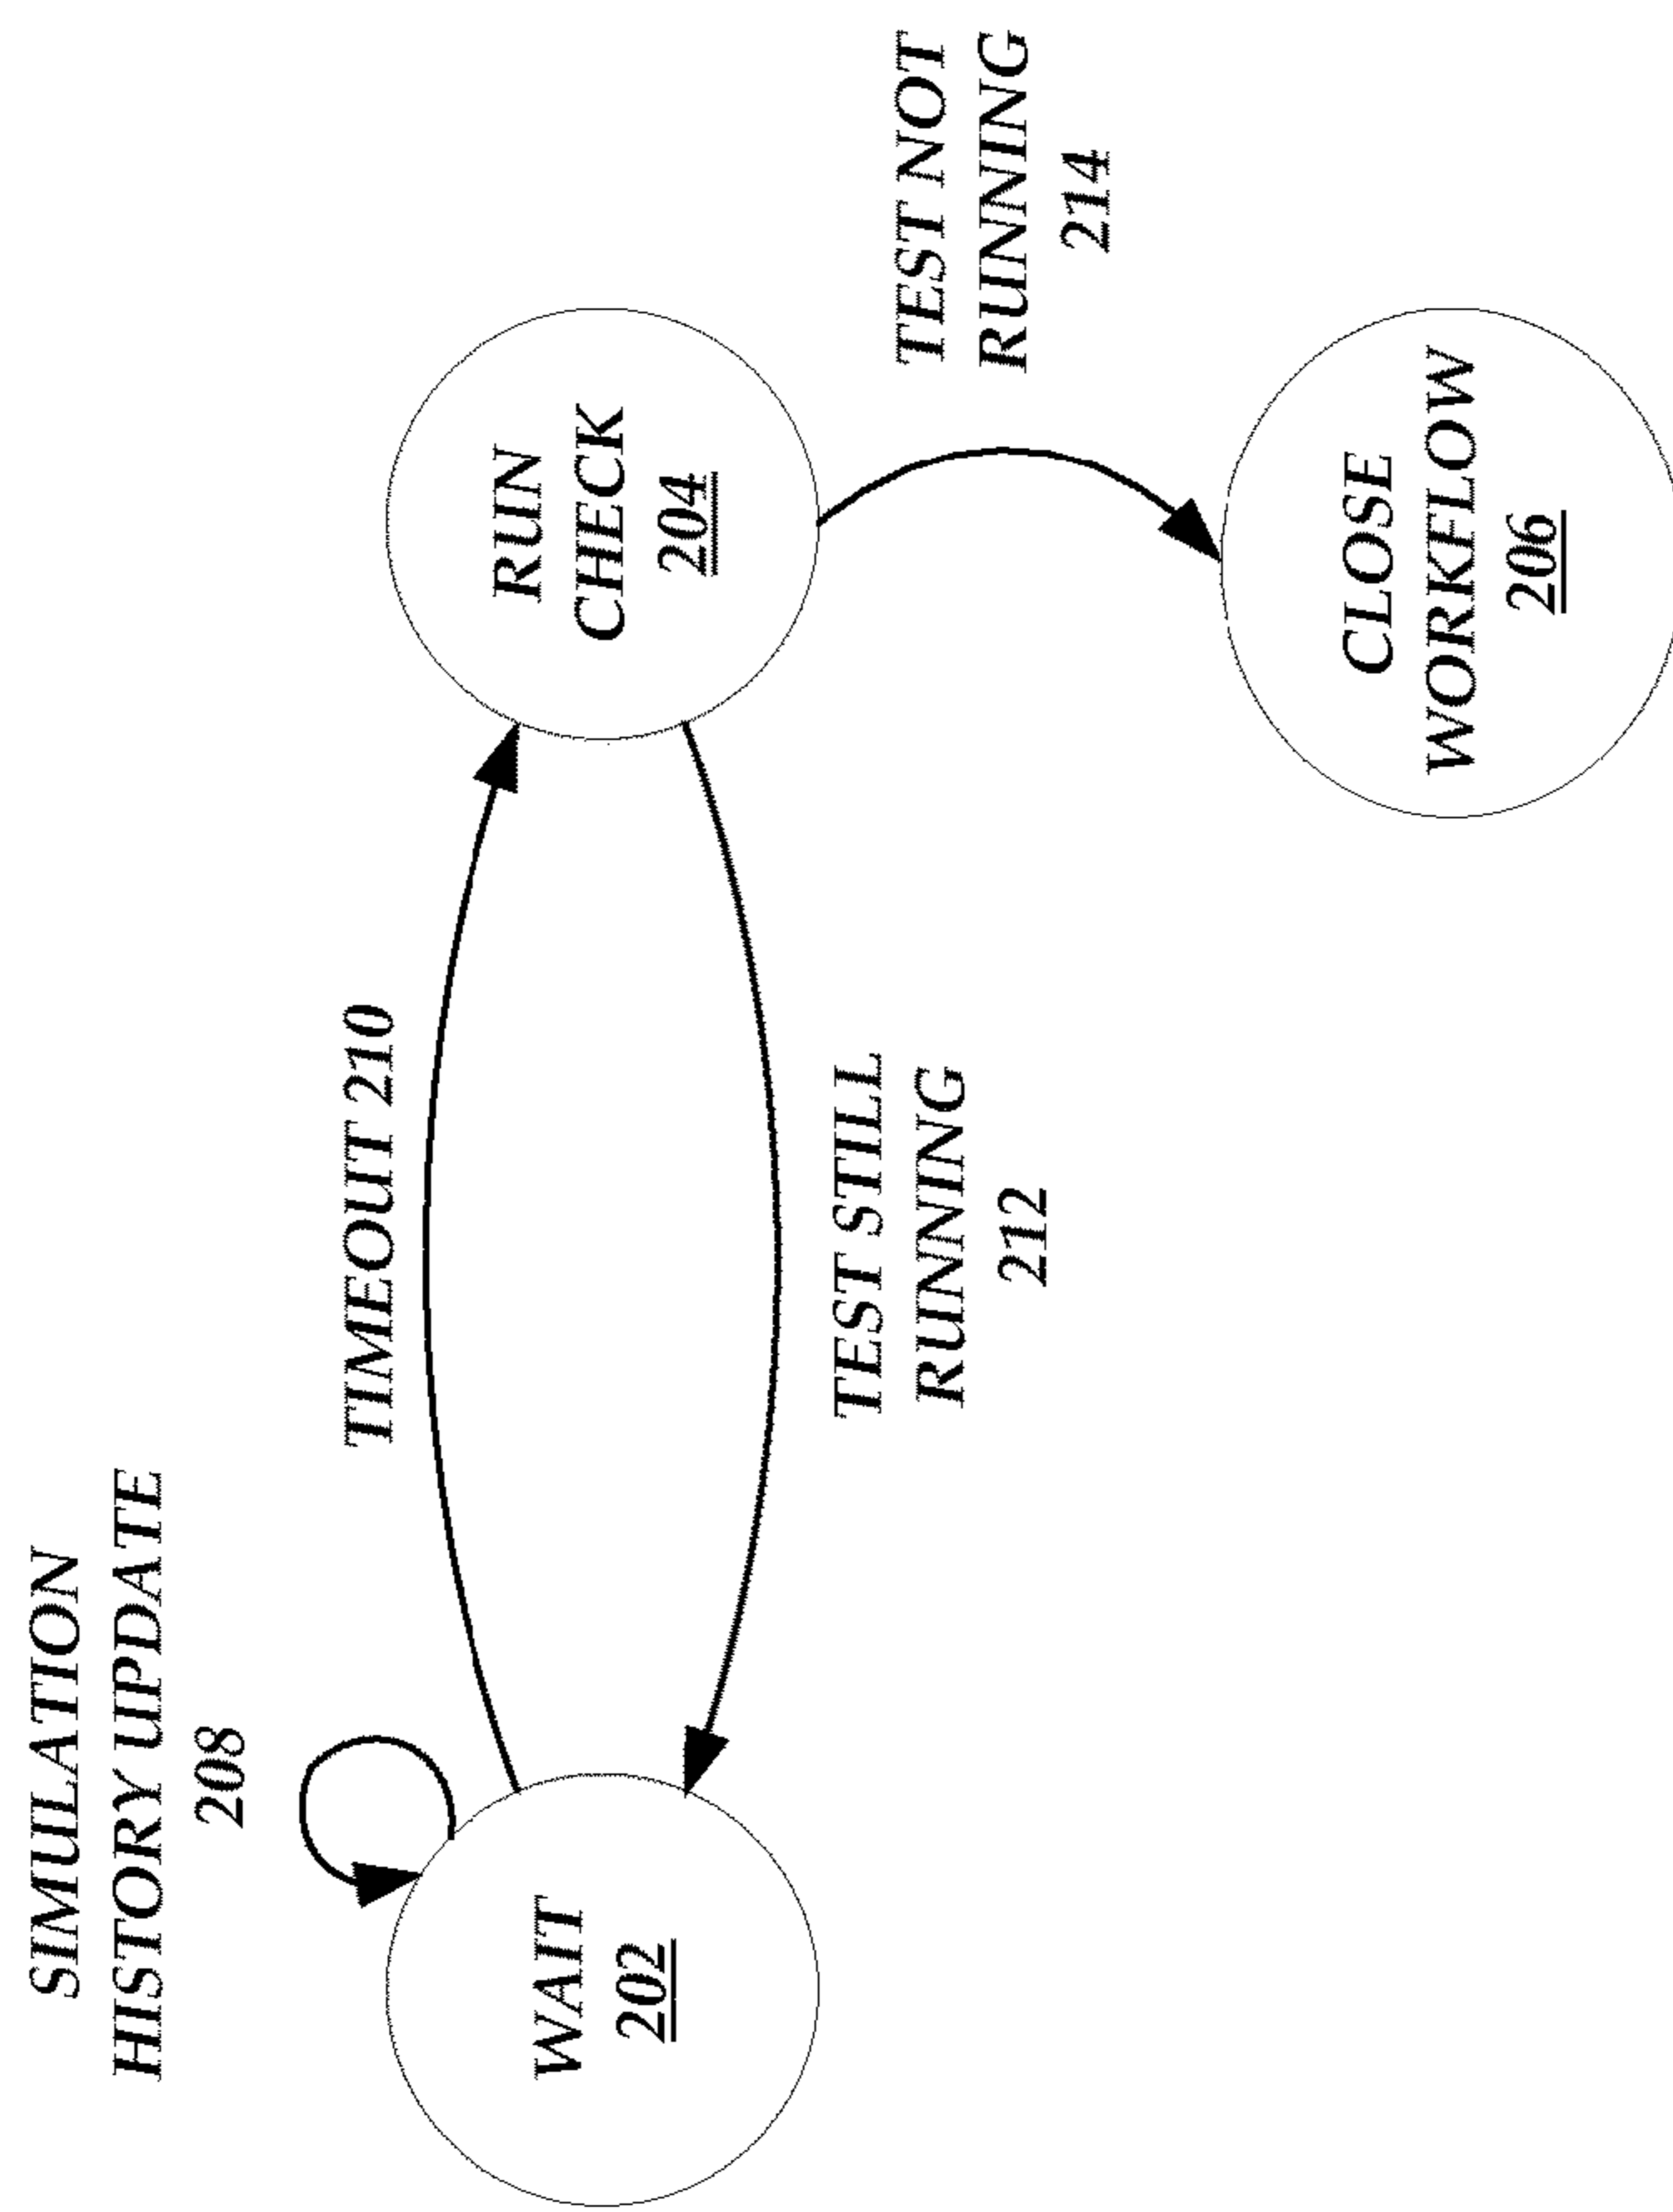 SIMULATION
HISTORY UPDATE
208
TIMEOUT 210
WAIT
202
RUN
CHECK
204
TEST STILL
RUNNING
212
TEST NOT
RUNNING
214
CLOSE
WORKFLOW
206